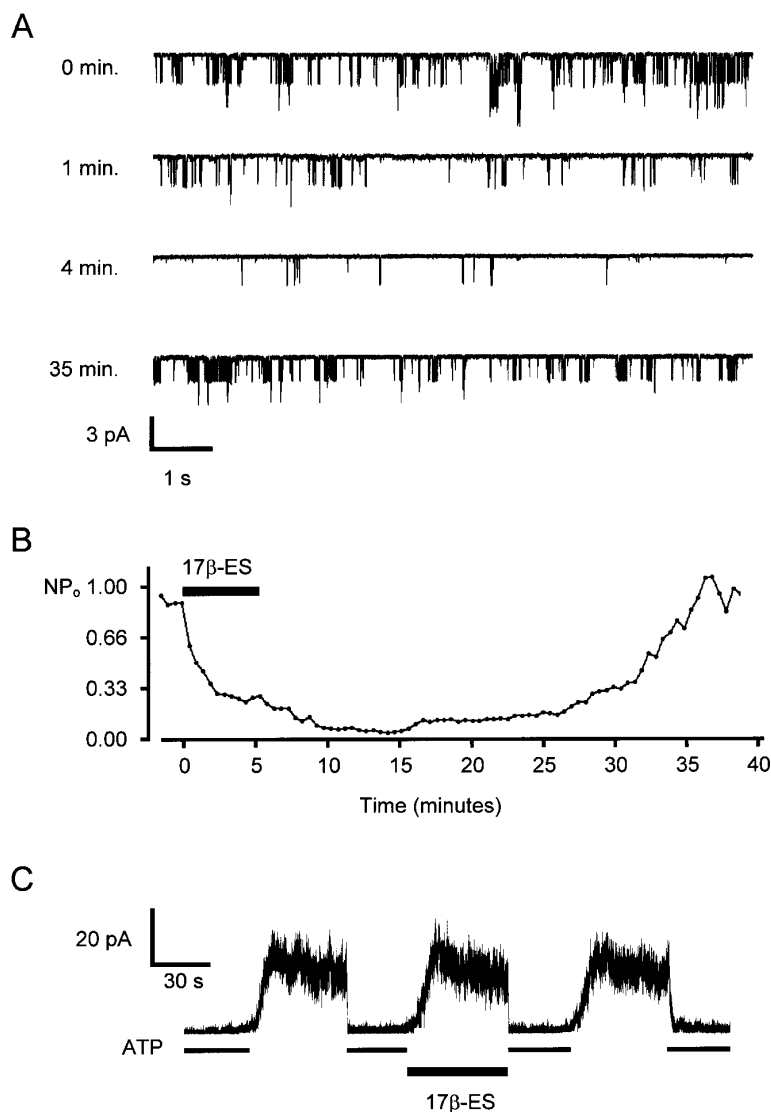 A
0 min.
1 min.
4 min.
35 min.
3 pA
1 s
B
17β-ES
NPₒ 1.00
0.66
0.33
0.00
0 5 10 15 20 25 30 35 40
Time (minutes)
C
20 pA
30 s
ATP
17β-ES